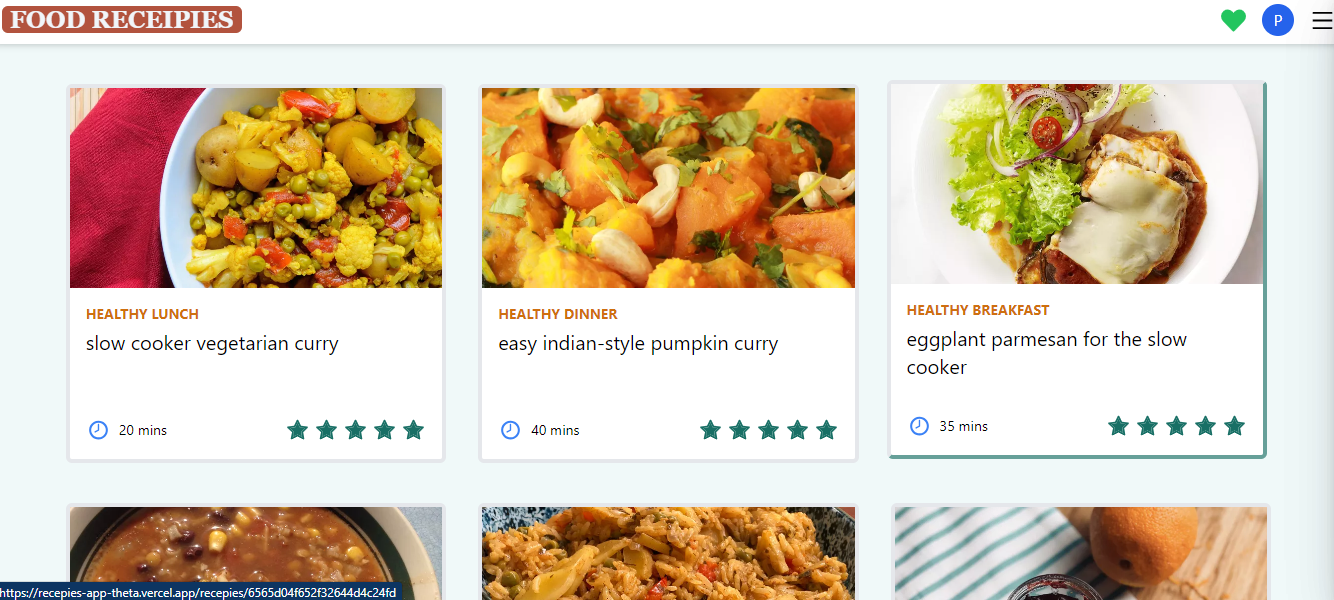 FOOD RECEIPIES
P
HEALTHY LUNCH
slow cooker vegetarian curry
20 mins
HEALTHY DINNER
easy indian-style pumpkin curry
40 mins
HEALTHY BREAKFAST
eggplant parmesan for the slow
cooker
35 mins
https://recepies-app-theta.vercel.app/recepies/6565d04f652f32644d4c24fd